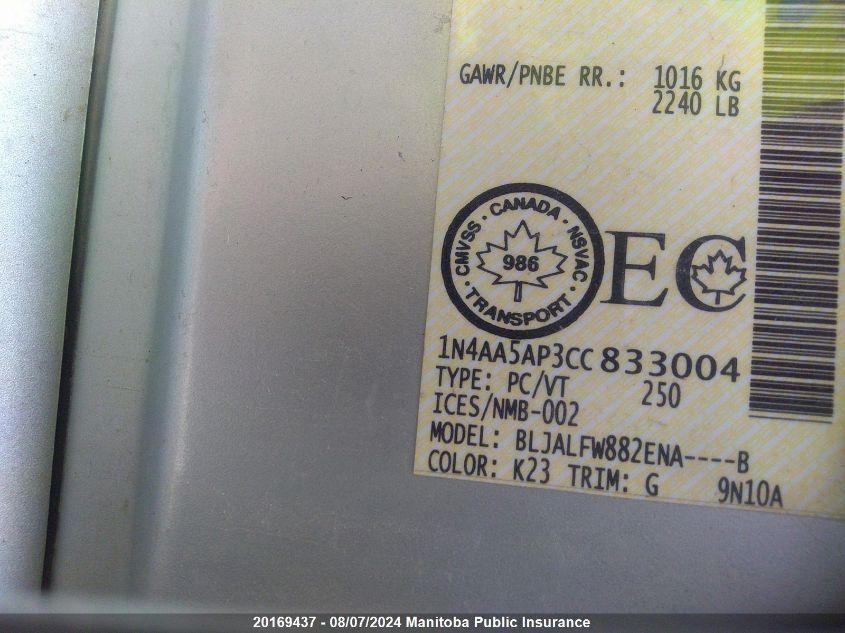 GAWR/PNBE RR.: 1016 KG
2240 LB
CMVSS · CANADA · NSVAC · TRANSPORT ·
986
EC
1N4AA5AP3CC833004
TYPE: PC/VT 250
ICES/NMB-002
MODEL: BLJALFW882ENA----B
COLOR: K23 TRIM: G 9N10A
20169437 - 08/07/2024 Manitoba Public Insurance